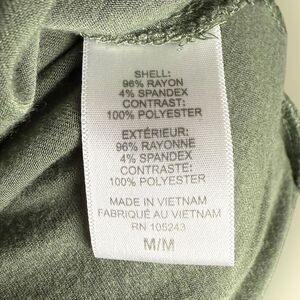 SHELL:
96% RAYON
4% SPANDEX
CONTRAST:
100% POLYESTER
EXTÉRIEUR:
96% RAYONNE
4% SPANDEX
CONTRASTE:
100% POLYESTER
MADE IN VIETNAM
FABRIQUÉ AU VIETNAM
RN 105243
M/M